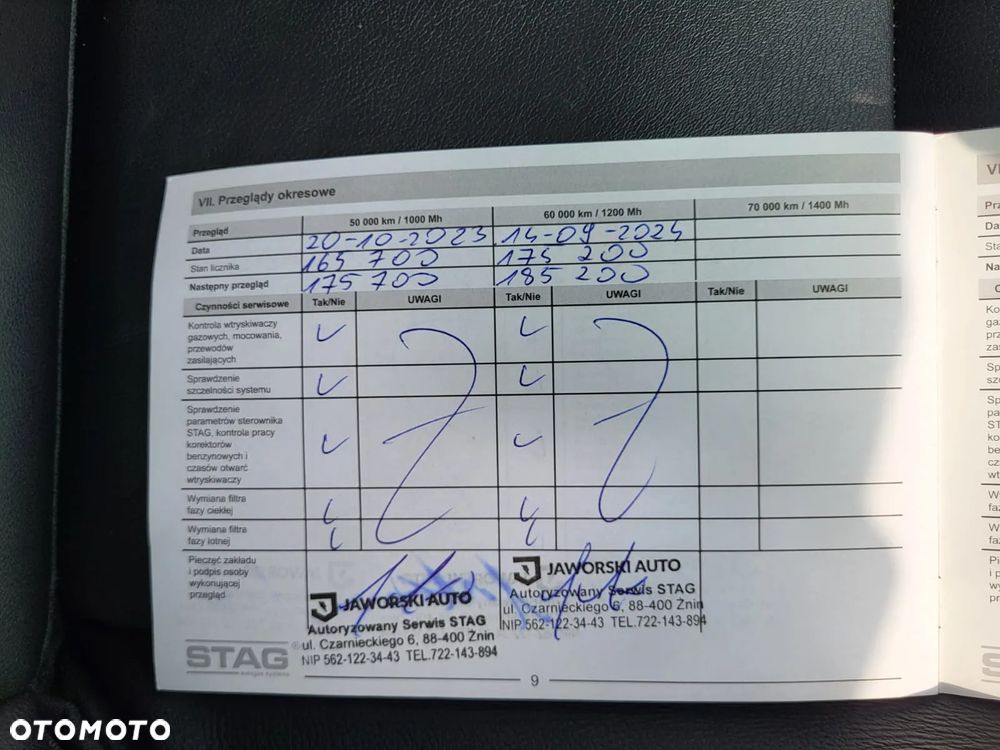 VII. Przeglądy okresowe
Przegląd 50 000 km / 1000 Mh 60 000 km / 1200 Mh 70 000 km / 1400 Mh
Data 20-10-2023 14-09-2024
Stan licznika 165 700 175 200
Następny przegląd 175 700 185 200
Czynności serwisowe Tak/Nie UWAGI Tak/Nie UWAGI Tak/Nie UWAGI
Kontrola wtryskiwaczy
gazowych, mocowania,
przewodów
zasilających
Sprawdzenie
szczelności systemu
Sprawdzenie
parametrów sterownika
STAG, kontrola pracy
korektorów
benzynowych i
czasów otwarć
wtryskiwaczy
Wymiana filtra
fazy ciekłej
Wymiana filtra
fazy lotnej
Pieczęć zakładu
i podpis osoby
wykonującej
przegląd
JAWORSKI AUTO
Autoryzowany Serwis STAG
ul. Czarnieckiego 6, 88-400 Żnin
NIP 562-122-34-43 TEL.722-143-894
JAWORSKI AUTO
Autoryzowany Serwis STAG
ul. Czarnieckiego 6, 88-400 Żnin
NIP 562-122-34-43 TEL.722-143-894
STAG
autogas systems
9
VII
OTOMOTO